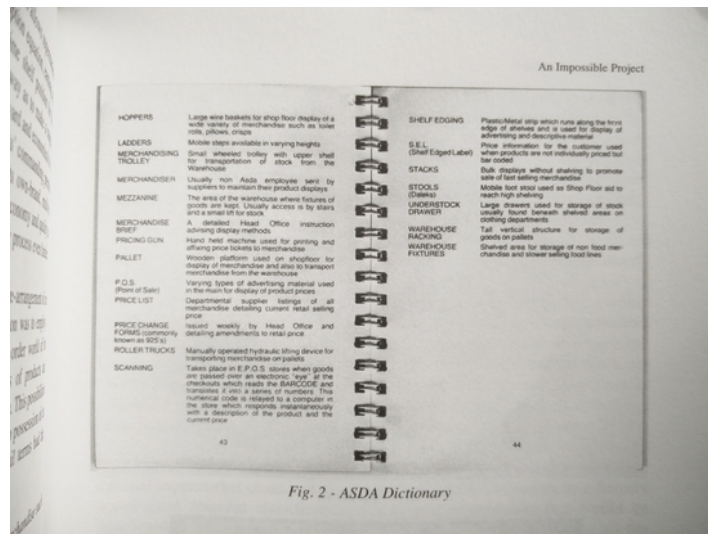 An Impossible Project
HOPPERS Large wire baskets for shop floor display of a
wide variety of merchandise such as toilet
rolls, pillows, crisps
LADDERS Mobile steps available in varying heights
MERCHANDISING Small wheeled trolley with upper shelf
TROLLEY for transportation of stock from the
Warehouse
MERCHANDISER Usually non Asda employee sent by
suppliers to maintain their product displays
MEZZANINE The area of the warehouse where fixtures of
goods are kept. Usually access is by stairs
and a small lift for stock
MERCHANDISE A detailed Head Office instruction
BRIEF advising display methods
PRICING GUN Hand held machine used for printing and
affixing price tickets to merchandise
PALLET Wooden platform used on shopfloor for
display of merchandise and also to transport
merchandise from the warehouse
P.O.S. Varying types of advertising material used
(Point of Sale) in the main for display of product prices
PRICE LIST Departmental supplier listings of all
merchandise detailing current retail selling
price
PRICE CHANGE Issued weekly by Head Office and
FORMS (commonly detailing amendments to retail price
known as 925's)
ROLLER TRUCKS Manually operated hydraulic lifting device for
transporting merchandise on pallets
SCANNING Takes place in E.P.O.S. stores when goods
are passed over an electronic "eye" at the
checkouts which reads the BARCODE and
translates it into a series of numbers. This
numerical code is relayed to a computer in
the store which responds instantaneously
with a description of the product and the
current price
43
SHELF EDGING Plastic/Metal strip which runs along the front
edge of shelves and is used for display of
advertising and descriptive material
S.E.L. Price information for the customer used
(Shelf Edged Label) when products are not individually priced but
bar coded
STACKS Bulk displays without shelving to promote
sale of fast selling merchandise
STOOLS Mobile foot stool used as Shop Floor aid to
(Daleks) reach high shelving
UNDERSTOCK Large drawers used for storage of stock
DRAWER usually found beneath shelved areas on
clothing departments
WAREHOUSE Tall vertical structure for storage of
RACKING goods on pallets
WAREHOUSE Shelved area for storage of non food mer-
FIXTURES chandise and slower selling food lines
44
Fig. 2 - ASDA Dictionary